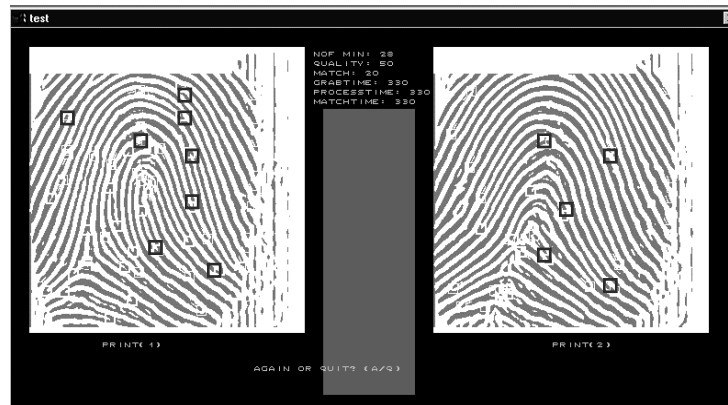 test
NOF MIN: 28
QUALITY: 50
MATCH: 20
GRABTIME: 330
PROCESSTIME: 330
MATCHTIME: 330
PRINT(1)
PRINT(2)
AGAIN OR QUIT? (A/Q)